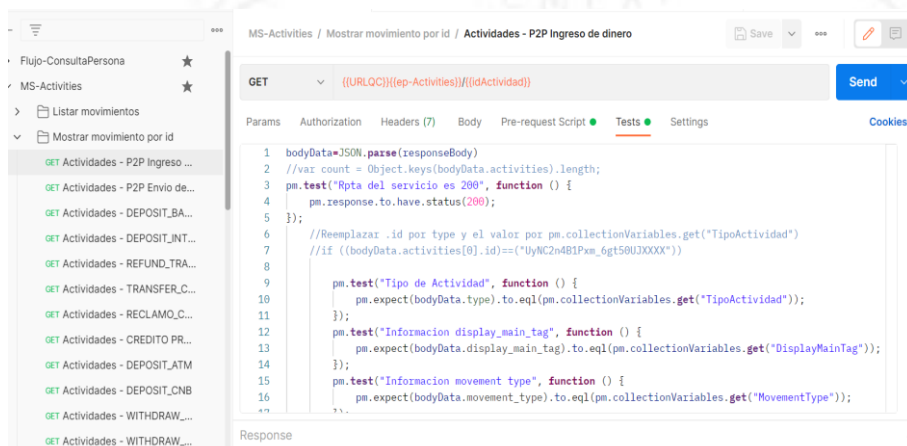 MS-Activities / Mostrar movimiento por id / Actividades - P2P Ingreso de dinero
Save
Flujo-ConsultaPersona
MS-Activities
Listar movimientos
Mostrar movimiento por id
GET Actividades - P2P Ingreso ...
GET Actividades - P2P Envio de...
GET Actividades - DEPOSIT_BA...
GET Actividades - DEPOSIT_INT...
GET Actividades - REFUND_TRA...
GET Actividades - TRANSFER_C...
GET Actividades - RECLAMO_C...
GET Actividades - CREDITO PR...
GET Actividades - DEPOSIT_ATM
GET Actividades - DEPOSIT_CNB
GET Actividades - WITHDRAW_...
GET Actividades - WITHDRAW_...
GET {{URLQC}}{{ep-Activities}}/{{idActividad}} Send
Params Authorization Headers (7) Body Pre-request Script Tests Settings Cookies
1 bodyData=JSON.parse(responseBody)
2 //var count = Object.keys(bodyData.activities).length;
3 pm.test("Rpta del servicio es 200", function () {
4 pm.response.to.have.status(200);
5 });
6 //Reemplazar .id por type y el valor por pm.collectionVariables.get("TipoActividad")
7 //if ((bodyData.activities[0].id)==("UyNC2n4B1Pxm_6gt50UJXXXX"))
8
9 pm.test("Tipo de Actividad", function () {
10 pm.expect(bodyData.type).to.eql(pm.collectionVariables.get("TipoActividad"));
11 });
12 pm.test("Informacion display_main_tag", function () {
13 pm.expect(bodyData.display_main_tag).to.eql(pm.collectionVariables.get("DisplayMainTag"));
14 });
15 pm.test("Informacion movement type", function () {
16 pm.expect(bodyData.movement_type).to.eql(pm.collectionVariables.get("MovementType"));
Response